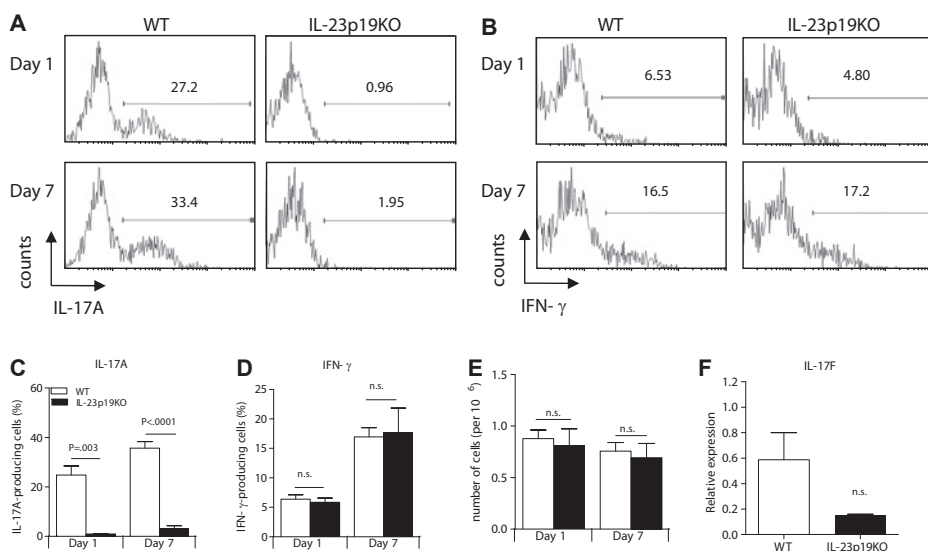 A
WT
IL-23p19KO
Day 1
27.2
0.96
Day 7
33.4
1.95
counts
IL-17A
B
WT
IL-23p19KO
Day 1
6.53
4.80
Day 7
16.5
17.2
counts
IFN- γ
C
IL-17A
IL-17A-producing cells (%)
60
40
20
0
WT
IL-23p19KO
P=.003
P<.0001
Day 1
Day 7
D
IFN- γ
IFN- γ-producing cells (%)
25
20
15
10
5
0
n.s.
n.s.
Day 1
Day 7
E
number of cells (per 10 6)
1.5
1.0
0.5
0.0
n.s.
n.s.
Day 1
Day 7
F
IL-17F
Relative expression
1.2
1.0
0.8
0.6
0.4
0.2
0.0
n.s.
WT
IL-23p19KO